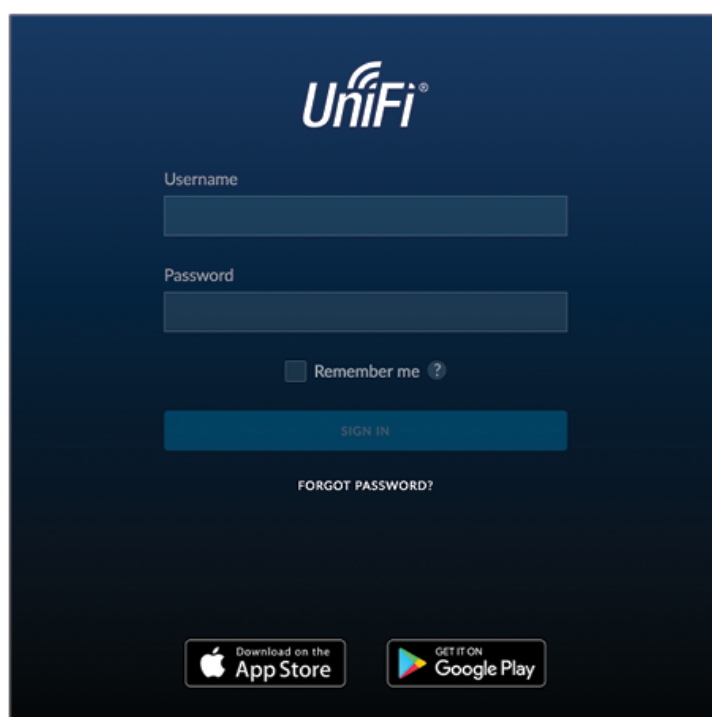 UniFi®
Username
Password
Remember me ?
SIGN IN
FORGOT PASSWORD?
Download on the
App Store
GET IT ON
Google Play